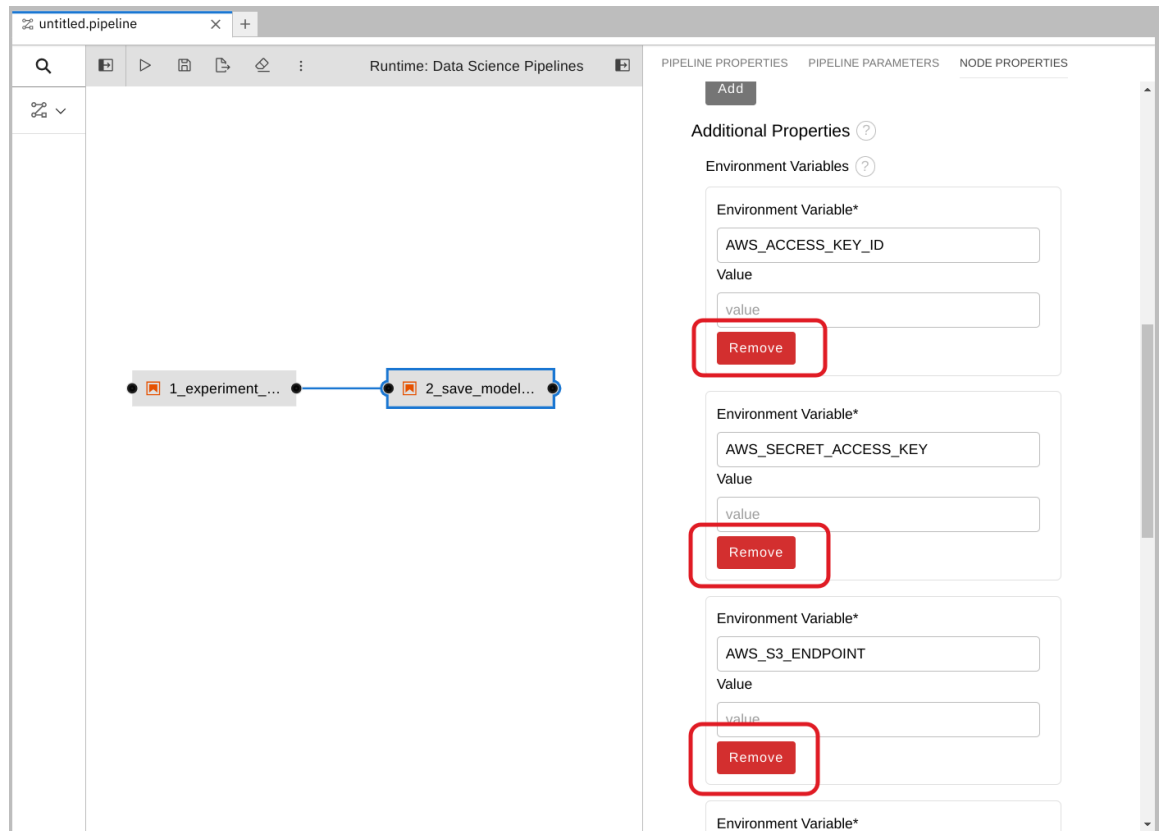 untitled.pipeline
Runtime: Data Science Pipelines
1_experiment_...
2_save_model...
PIPELINE PROPERTIES PIPELINE PARAMETERS NODE PROPERTIES
Add
Additional Properties ?
Environment Variables ?
Environment Variable*
AWS_ACCESS_KEY_ID
Value
value
Remove
Environment Variable*
AWS_SECRET_ACCESS_KEY
Value
value
Remove
Environment Variable*
AWS_S3_ENDPOINT
Value
value
Remove
Environment Variable*